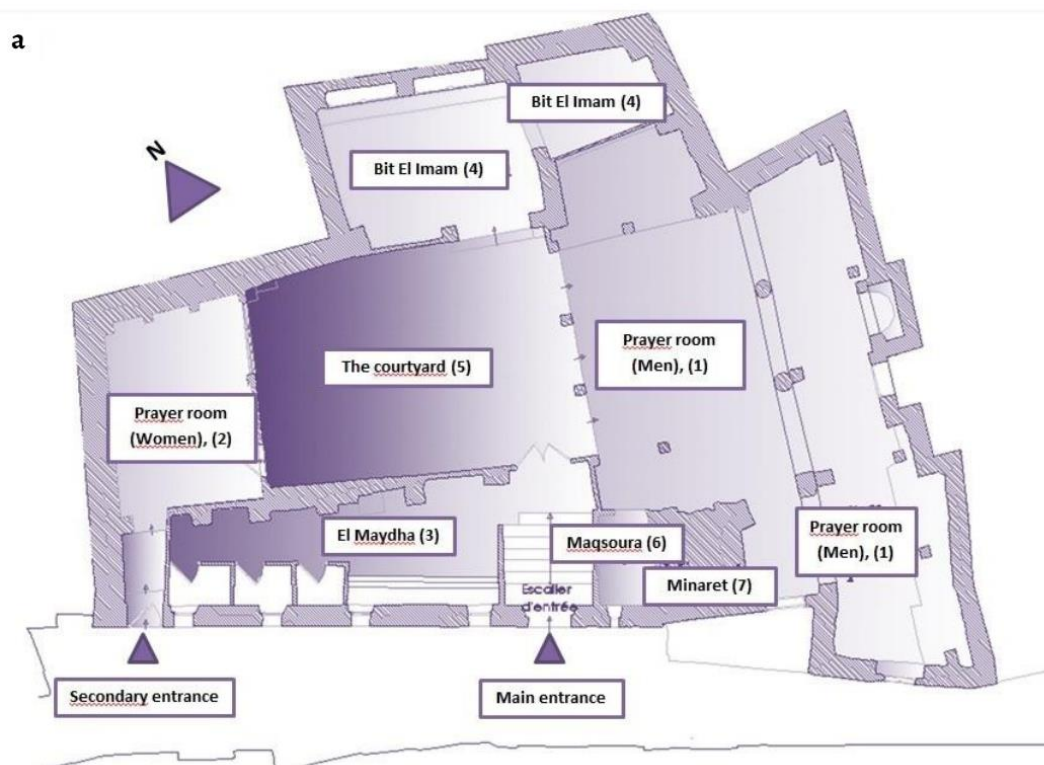 a
N
Bit El Imam (4)
Bit El Imam (4)
The courtyard (5)
Prayer room
(Men), (1)
Prayer room
(Women), (2)
El Maydha (3)
Maqsoura (6)
Prayer room
(Men), (1)
Minaret (7)
Escalier
d'entrée
Secondary entrance
Main entrance